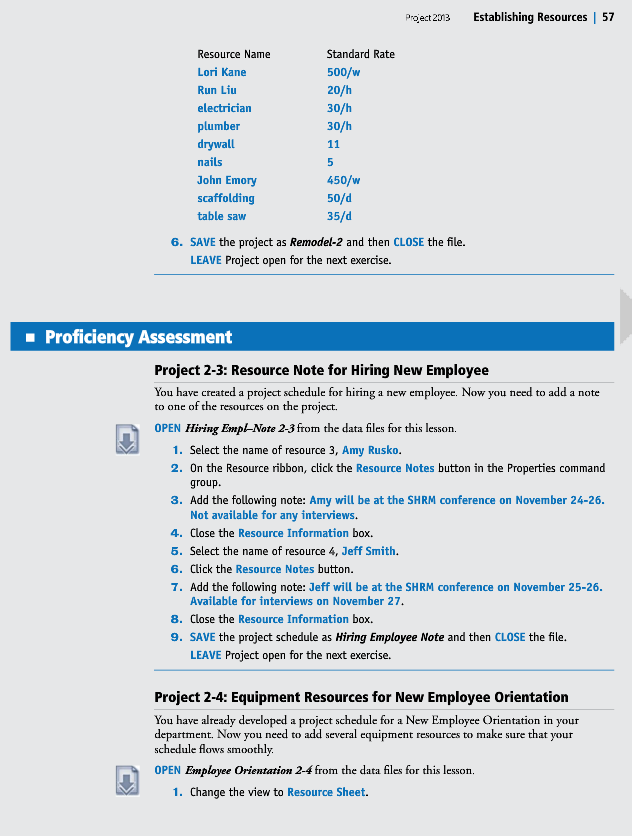 Project 2013 Establishing Resources | 57
Resource Name Standard Rate
Lori Kane 500/w
Run Liu 20/h
electrician 30/h
plumber 30/h
drywall 11
nails 5
John Emory 450/w
scaffolding 50/d
table saw 35/d
6. SAVE the project as Remodel-2 and then CLOSE the file.
LEAVE Project open for the next exercise.
■ Proficiency Assessment
Project 2-3: Resource Note for Hiring New Employee
You have created a project schedule for hiring a new employee. Now you need to add a note
to one of the resources on the project.
OPEN Hiring Empl–Note 2-3 from the data files for this lesson.
1. Select the name of resource 3, Amy Rusko.
2. On the Resource ribbon, click the Resource Notes button in the Properties command
group.
3. Add the following note: Amy will be at the SHRM conference on November 24-26.
Not available for any interviews.
4. Close the Resource Information box.
5. Select the name of resource 4, Jeff Smith.
6. Click the Resource Notes button.
7. Add the following note: Jeff will be at the SHRM conference on November 25-26.
Available for interviews on November 27.
8. Close the Resource Information box.
9. SAVE the project schedule as Hiring Employee Note and then CLOSE the file.
LEAVE Project open for the next exercise.
Project 2-4: Equipment Resources for New Employee Orientation
You have already developed a project schedule for a New Employee Orientation in your
department. Now you need to add several equipment resources to make sure that your
schedule flows smoothly.
OPEN Employee Orientation 2-4 from the data files for this lesson.
1. Change the view to Resource Sheet.